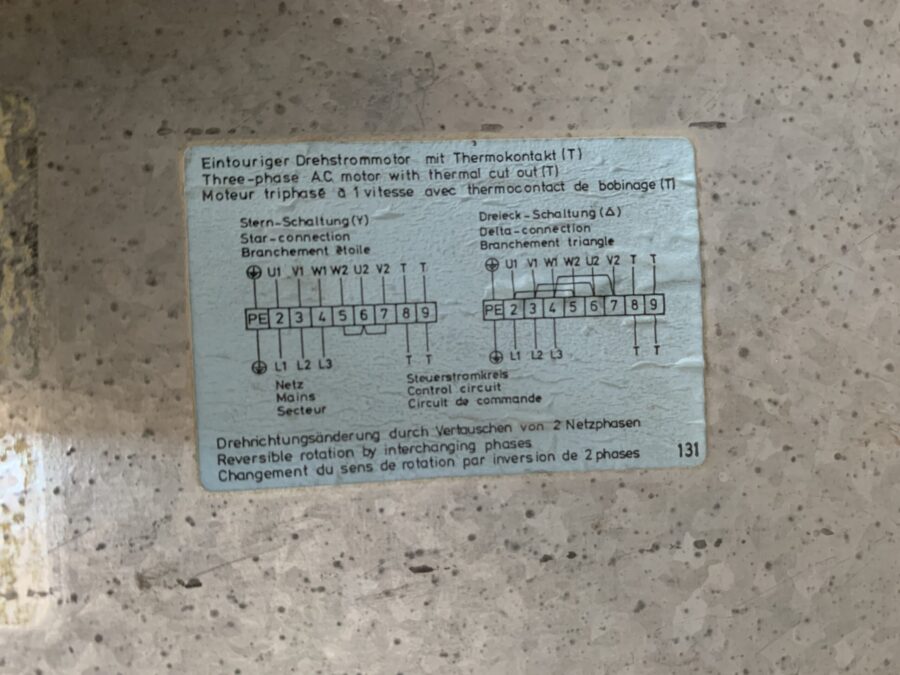 Eintouriger Drehstrommotor mit Thermokontakt (T)
Three-phase A.C. motor with thermal cut out (T)
Moteur triphasé à 1 vitesse avec thermocontact de bobinage (T)
Stern-Schaltung (Y)
Star-connection
Branchement étoile
U1 V1 W1 W2 U2 V2 T T
PE 2 3 4 5 6 7 8 9
L1 L2 L3 T T
Netz
Mains
Secteur
Dreieck-Schaltung (Δ)
Delta-connection
Branchement triangle
U1 V1 W1 W2 U2 V2 T T
PE 2 3 4 5 6 7 8 9
L1 L2 L3 T T
Steuerstromkreis
Control circuit
Circuit de commande
Drehrichtungsänderung durch Vertauschen von 2 Netzphasen
Reversible rotation by interchanging phases
Changement du sens de rotation par inversion de 2 phases
131